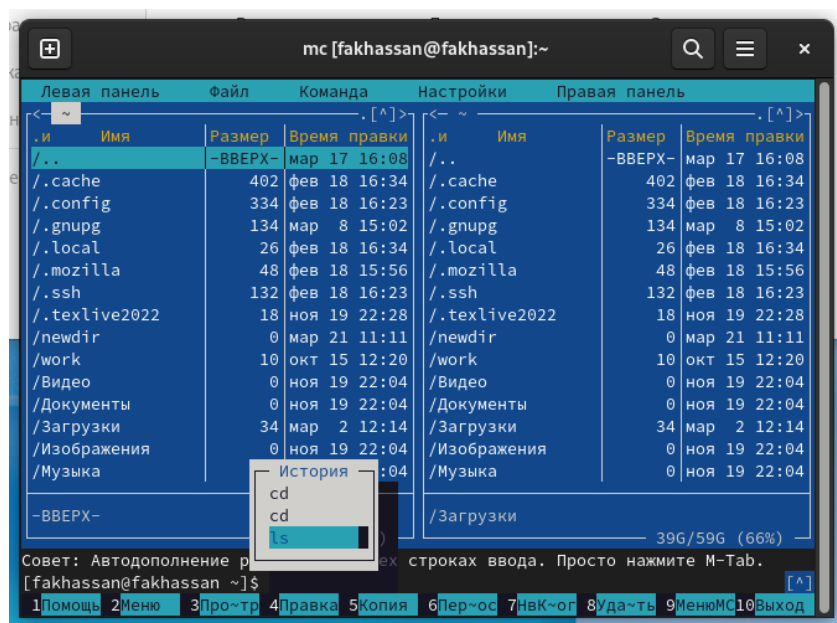 mc [fakhassan@fakhassan]:~
Левая панель Файл Команда Настройки Правая панель
<— ~ .[^]> <— ~ .[^]>
.и Имя Размер Время правки .и Имя Размер Время правки
/.. -ВВЕРХ- мар 17 16:08 /.. -ВВЕРХ- мар 17 16:08
/.cache 402 фев 18 16:34 /.cache 402 фев 18 16:34
/.config 334 фев 18 16:23 /.config 334 фев 18 16:23
/.gnupg 134 мар 8 15:02 /.gnupg 134 мар 8 15:02
/.local 26 фев 18 16:34 /.local 26 фев 18 16:34
/.mozilla 48 фев 18 15:56 /.mozilla 48 фев 18 15:56
/.ssh 132 фев 18 16:23 /.ssh 132 фев 18 16:23
/.texlive2022 18 ноя 19 22:28 /.texlive2022 18 ноя 19 22:28
/newdir 0 мар 21 11:11 /newdir 0 мар 21 11:11
/work 10 окт 15 12:20 /work 10 окт 15 12:20
/Видео 0 ноя 19 22:04 /Видео 0 ноя 19 22:04
/Документы 0 ноя 19 22:04 /Документы 0 ноя 19 22:04
/Загрузки 34 мар 2 12:14 /Загрузки 34 мар 2 12:14
/Изображения 0 ноя 19 22:04 /Изображения 0 ноя 19 22:04
/Музыка :04 /Музыка 0 ноя 19 22:04
История
cd
cd
ls
-ВВЕРХ- /Загрузки
39G/59G (66%)
Совет: Автодополнение р ех строках ввода. Просто нажмите M-Tab.
[fakhassan@fakhassan ~]$ [^]
1Помощь 2Меню 3Про~тр 4Правка 5Копия 6Пер~ос 7НвК~ог 8Уда~ть 9МенюMC 10Выход